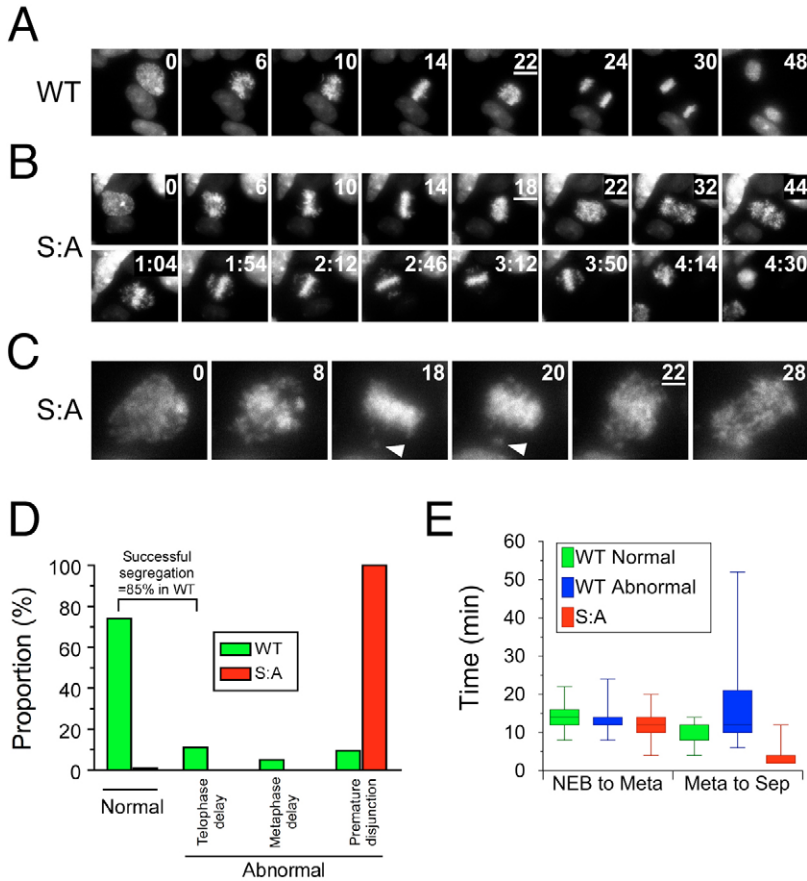 A
WT
0 6 10 14 22 24 30 48
B
S:A
0 6 10 14 18 22 32 44
1:04 1:54 2:12 2:46 3:12 3:50 4:14 4:30
C
S:A
0 8 18 20 22 28
D
Proportion (%)
100
80
60
40
20
0
Successful
segregation
=85% in WT
WT
S:A
Normal
Telophase
delay
Metaphase
delay
Premature
disjunction
Abnormal
E
Time (min)
60
50
40
30
20
10
0
WT Normal
WT Abnormal
S:A
NEB to Meta
Meta to Sep